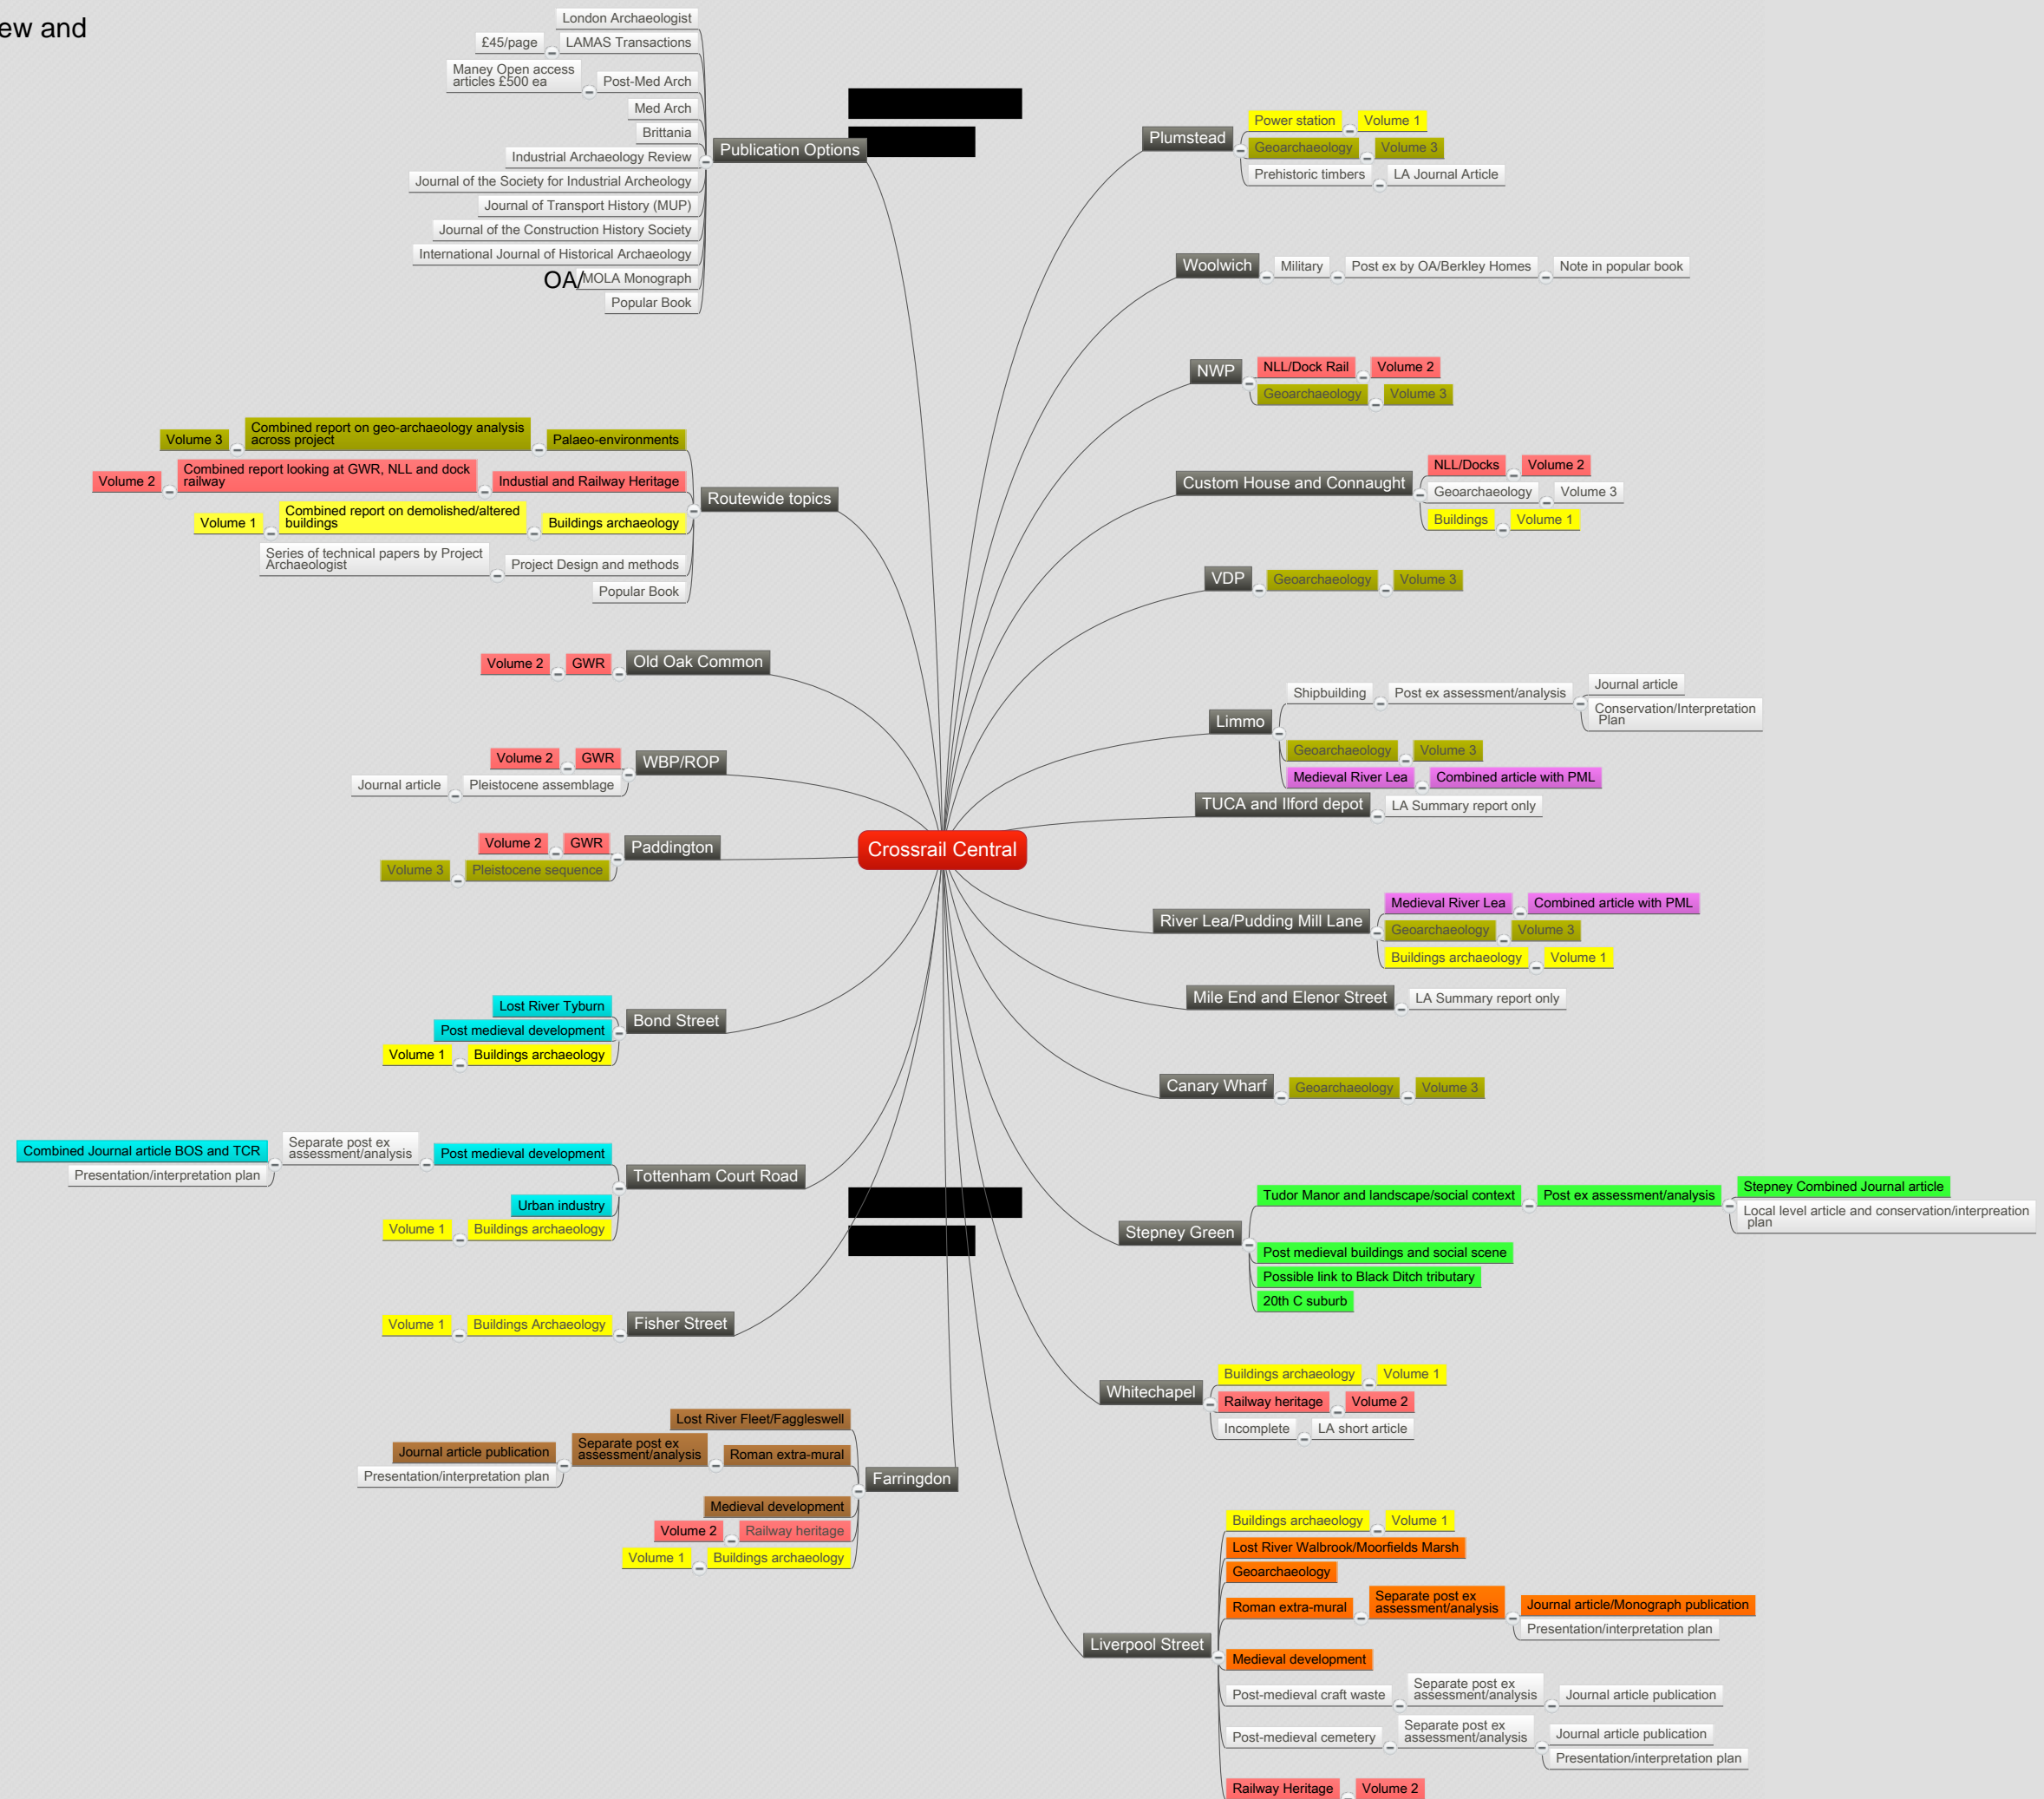 ew and
London Archaeologist
£45/page
LAMAS Transactions
Maney Open access
articles £500 ea
Post-Med Arch
Med Arch
Brittania
Industrial Archaeology Review
Journal of the Society for Industrial Archeology
Journal of Transport History (MUP)
Journal of the Construction History Society
International Journal of Historical Archaeology
OA/MOLA Monograph
Popular Book
Publication Options
Volume 3
Combined report on geo-archaeology analysis
across project
Palaeo-environments
Volume 2
Combined report looking at GWR, NLL and dock
railway
Industial and Railway Heritage
Volume 1
Combined report on demolished/altered
buildings
Buildings archaeology
Series of technical papers by Project
Archaeologist
Project Design and methods
Popular Book
Routewide topics
Volume 2
GWR
Old Oak Common
Volume 2
GWR
Journal article
Pleistocene assemblage
WBP/ROP
Volume 2
GWR
Volume 3
Pleistocene sequence
Paddington
Lost River Tyburn
Post medieval development
Volume 1
Buildings archaeology
Bond Street
Combined Journal article BOS and TCR
Presentation/interpretation plan
Separate post ex
assessment/analysis
Post medieval development
Urban industry
Volume 1
Buildings archaeology
Tottenham Court Road
Volume 1
Buildings Archaeology
Fisher Street
Lost River Fleet/Faggleswell
Journal article publication
Presentation/interpretation plan
Separate post ex
assessment/analysis
Roman extra-mural
Medieval development
Volume 2
Railway heritage
Volume 1
Buildings archaeology
Farringdon
Crossrail Central
Plumstead
Power station
Volume 1
Geoarchaeology
Volume 3
Prehistoric timbers
LA Journal Article
Woolwich
Military
Post ex by OA/Berkley Homes
Note in popular book
NWP
NLL/Dock Rail
Volume 2
Geoarchaeology
Volume 3
Custom House and Connaught
NLL/Docks
Volume 2
Geoarchaeology
Volume 3
Buildings
Volume 1
VDP
Geoarchaeology
Volume 3
Limmo
Shipbuilding
Post ex assessment/analysis
Journal article
Conservation/Interpretation
Plan
Geoarchaeology
Volume 3
Medieval River Lea
Combined article with PML
TUCA and Ilford depot
LA Summary report only
River Lea/Pudding Mill Lane
Medieval River Lea
Combined article with PML
Geoarchaeology
Volume 3
Buildings archaeology
Volume 1
Mile End and Elenor Street
LA Summary report only
Canary Wharf
Geoarchaeology
Volume 3
Stepney Green
Tudor Manor and landscape/social context
Post ex assessment/analysis
Stepney Combined Journal article
Local level article and conservation/interpreation
plan
Post medieval buildings and social scene
Possible link to Black Ditch tributary
20th C suburb
Whitechapel
Buildings archaeology
Volume 1
Railway heritage
Volume 2
Incomplete
LA short article
Liverpool Street
Buildings archaeology
Volume 1
Lost River Walbrook/Moorfields Marsh
Geoarchaeology
Roman extra-mural
Separate post ex
assessment/analysis
Journal article/Monograph publication
Presentation/interpretation plan
Medieval development
Post-medieval craft waste
Separate post ex
assessment/analysis
Journal article publication
Post-medieval cemetery
Separate post ex
assessment/analysis
Journal article publication
Presentation/interpretation plan
Railway Heritage
Volume 2